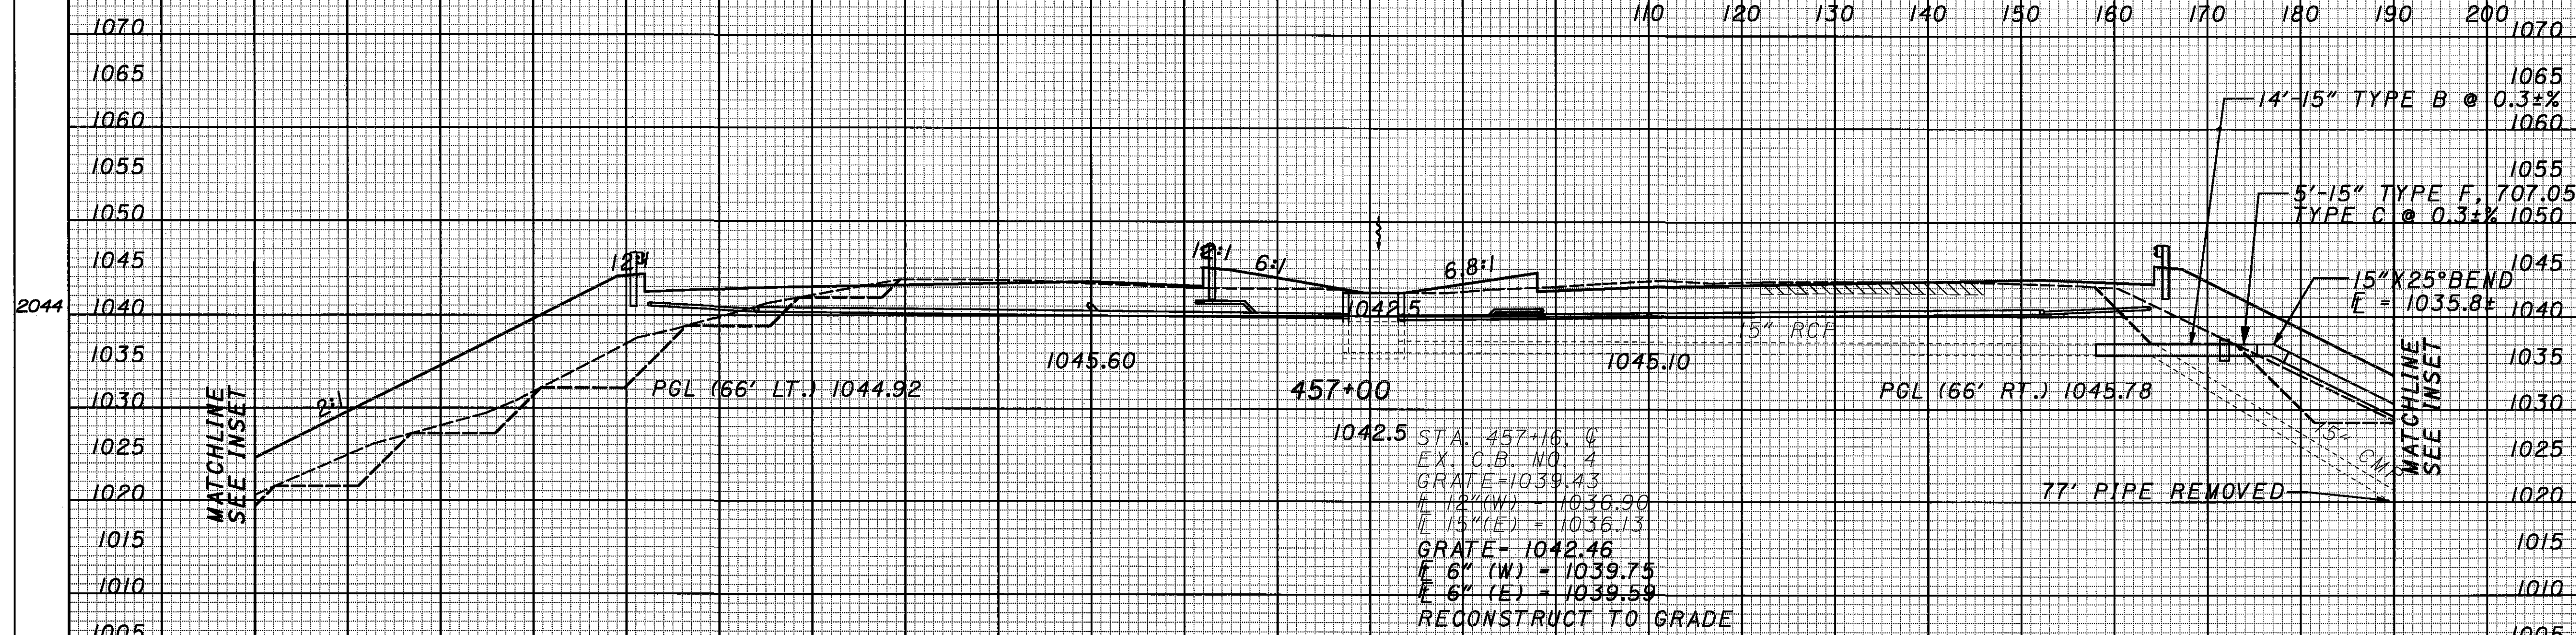 110 120 130 140 150 160 170 180 190 200
1070 1070
1065 1065
14'-15" TYPE B @ 0.3±%
1060 1060
1055 1055
5'-15" TYPE F, 707.05
TYPE C @ 0.3±%
1050 1050
12:1 12:1 6:1 6.8:1
1045 1045
15"X25°BEND
= 1035.8±
2044
1040 1042.5 1040
15" RCP
1035 1045.60 1045.10 1035
PGL (66' LT.) 1044.92 457+00 PGL (66' RT.) 1045.78
2:1
1030 1030
MATCHLINE
SEE INSET
MATCHLINE
SEE INSET
1025 1042.5 1025
15" CMP
77' PIPE REMOVED
1020 1020
STA. 457+16, ℄
EX. C.B. NO. 4
GRATE=1039.43
12"(W) = 1036.90
15"(E) = 1036.13
1015 1015
GRATE= 1042.46
6" (W) = 1039.75
6" (E) = 1039.59
1010 1010
RECONSTRUCT TO GRADE
1005 1005